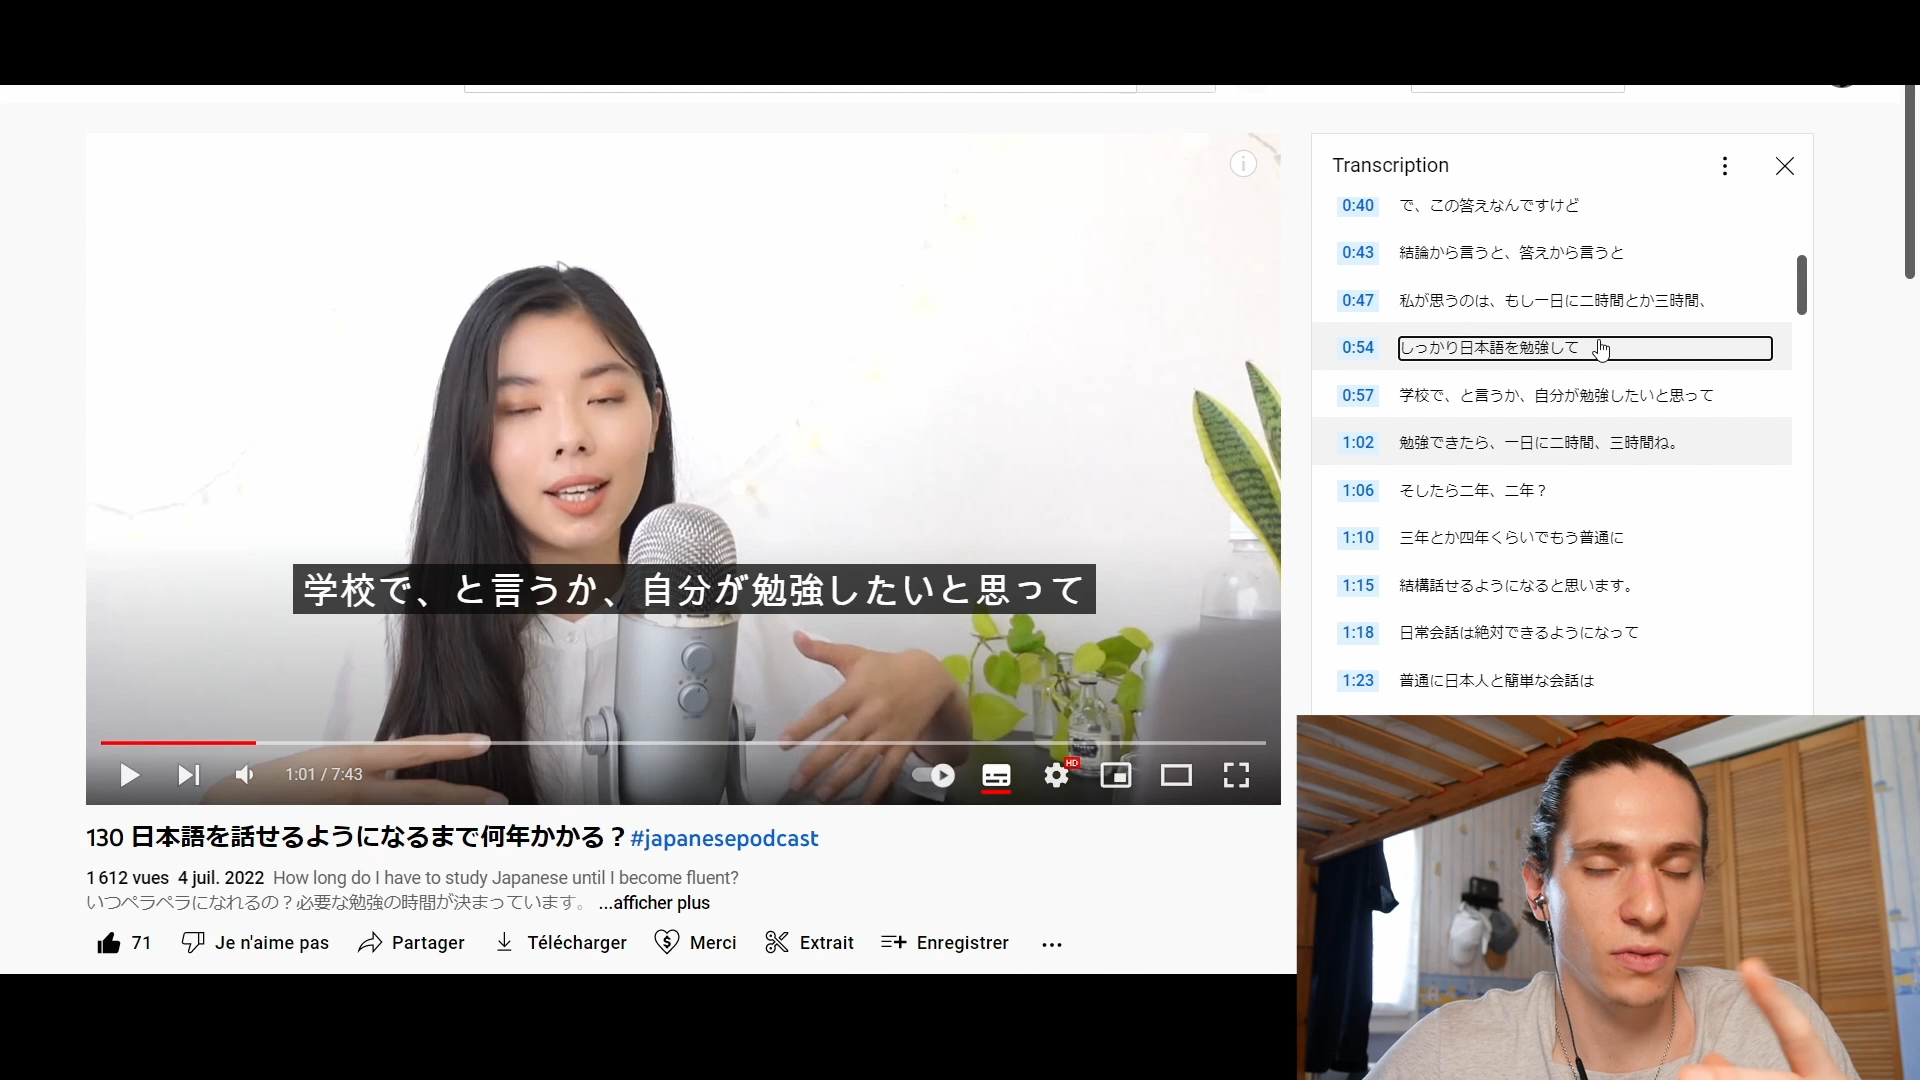 Transcription
0:40 で、この答えなんですけど
0:43 結論から言うと、答えから言うと
0:47 私が思うのは、もし一日に二時間とか三時間、
0:54 しっかり日本語を勉強して
0:57 学校で、と言うか、自分が勉強したいと思って
1:02 勉強できたら、一日に二時間、三時間ね。
1:06 そしたら二年、二年？
1:10 三年とか四年くらいでもう普通に
1:15 結構話せるようになると思います。
1:18 日常会話は絶対できるようになって
1:23 普通に日本人と簡単な会話は
学校で、と言うか、自分が勉強したいと思って
1:01 / 7:43
HD
130 日本語を話せるようになるまで何年かかる？#japanesepodcast
1 612 vues 4 juil. 2022 How long do I have to study Japanese until I become fluent?
いつペラペラになれるの？必要な勉強の時間が決まっています。 ...afficher plus
71 Je n'aime pas Partager Télécharger Merci Extrait Enregistrer